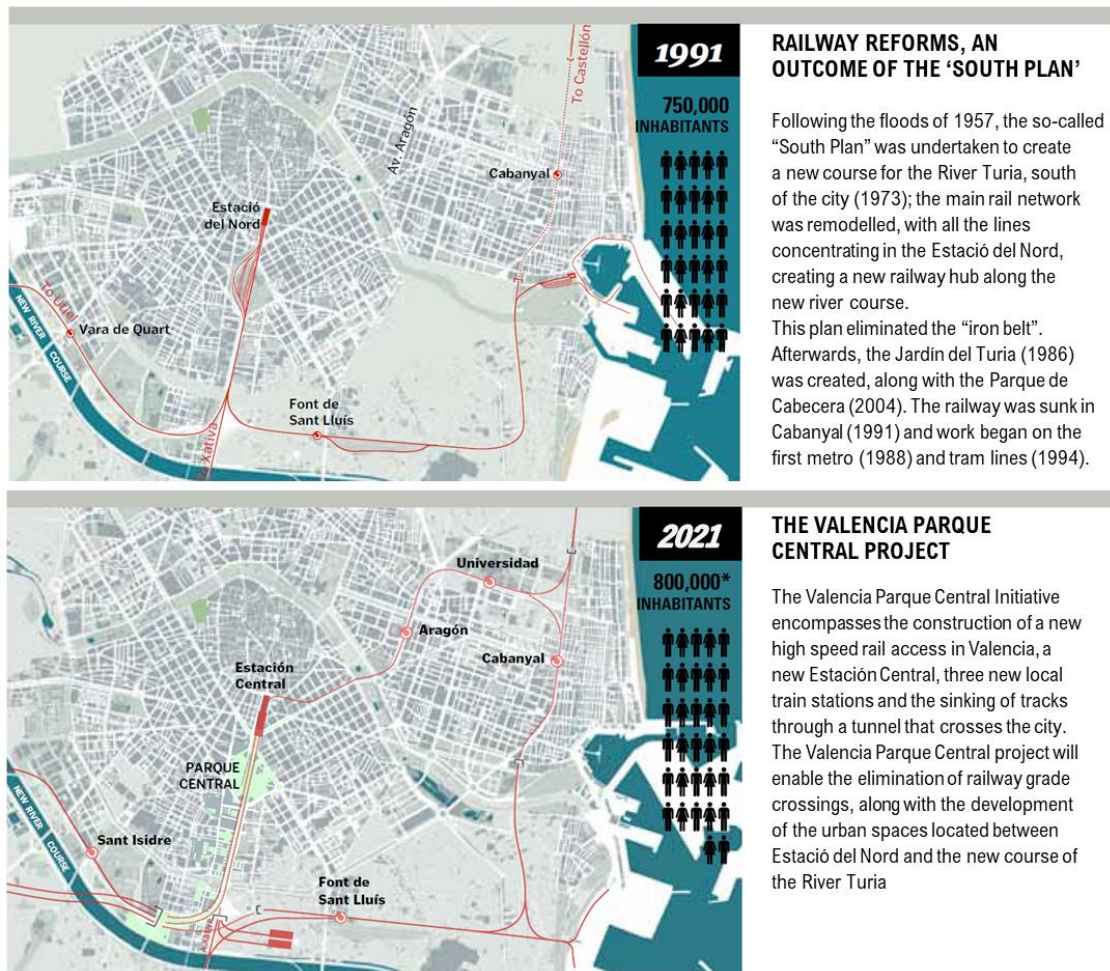 1991
750,000
INHABITANTS
To Castellón
Av. Aragón
Cabanyal
Estació
del Nord
To Utiel
Vara de Quart
NEW RIVER
COURSE
Font de
Sant Lluís
Xàtiva
RAILWAY REFORMS, AN
OUTCOME OF THE ‘SOUTH PLAN’
Following the floods of 1957, the so-called
“South Plan” was undertaken to create
a new course for the River Turia, south
of the city (1973); the main rail network
was remodelled, with all the lines
concentrating in the Estació del Nord,
creating a new railway hub along the
new river course.
This plan eliminated the “iron belt”.
Afterwards, the Jardín del Turia (1986)
was created, along with the Parque de
Cabecera (2004). The railway was sunk in
Cabanyal (1991) and work began on the
first metro (1988) and tram lines (1994).
2021
800,000*
INHABITANTS
Universidad
Aragón
Cabanyal
Estación
Central
PARQUE
CENTRAL
NEW RIVER
COURSE
Sant Isidre
Font de
Sant Lluís
THE VALENCIA PARQUE
CENTRAL PROJECT
The Valencia Parque Central Initiative
encompasses the construction of a new
high speed rail access in Valencia, a
new Estación Central, three new local
train stations and the sinking of tracks
through a tunnel that crosses the city.
The Valencia Parque Central project will
enable the elimination of railway grade
crossings, along with the development
of the urban spaces located between
Estació del Nord and the new course of
the River Turia